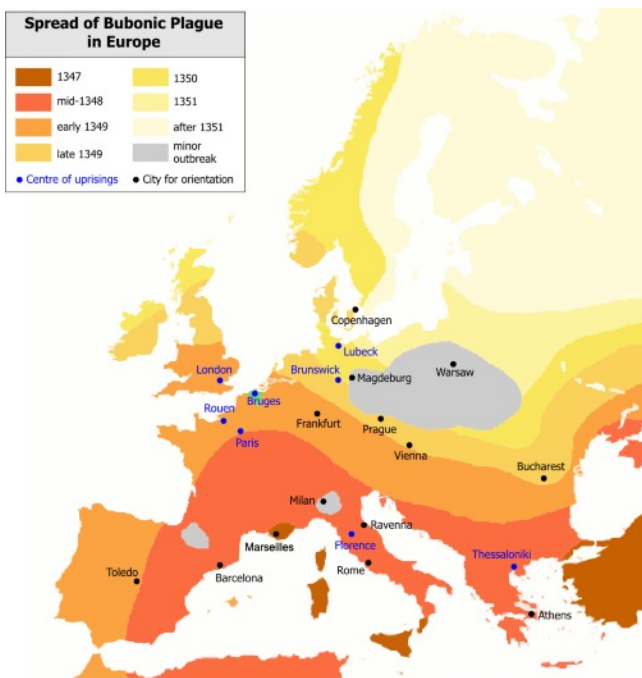 Spread of Bubonic Plague
in Europe
1347
1350
mid-1348
1351
early 1349
after 1351
late 1349
minor
outbreak
Centre of uprisings
City for orientation
Copenhagen
Lubeck
London
Brunswick
Magdeburg
Warsaw
Bruges
Rouen
Frankfurt
Prague
Paris
Vienna
Bucharest
Milan
Ravenna
Marseilles
Florence
Thessaloniki
Toledo
Barcelona
Rome
Athens